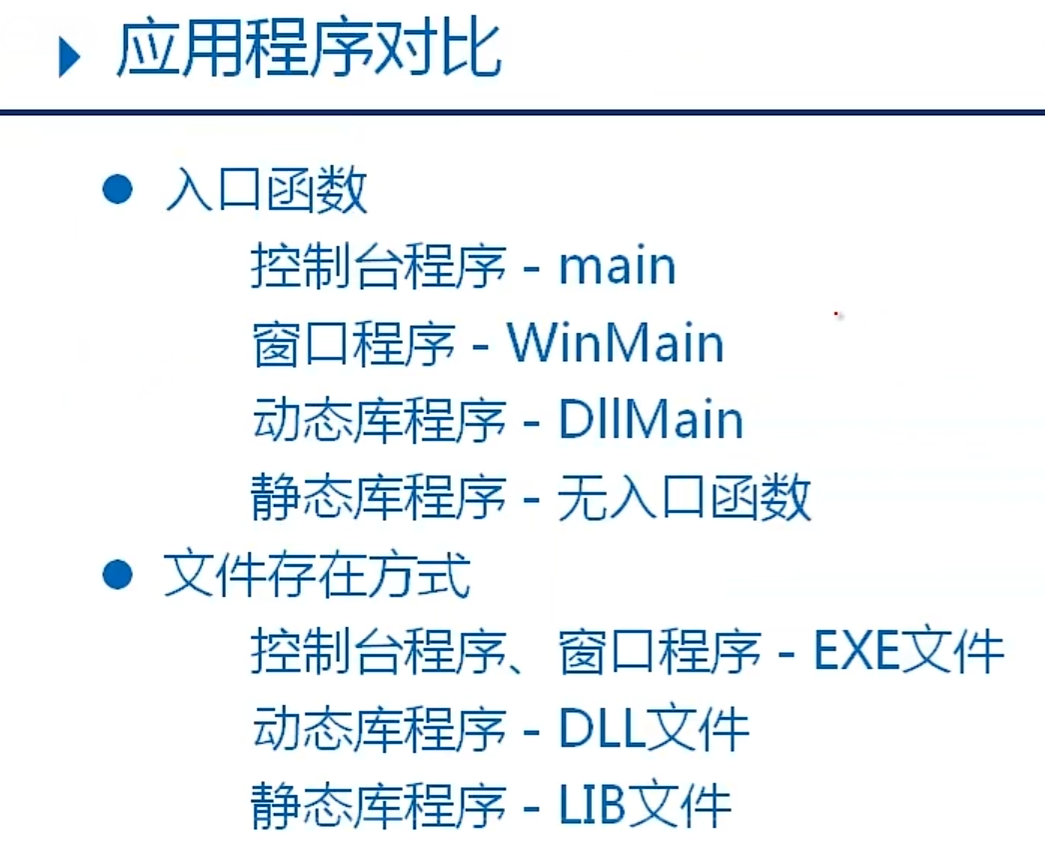 应用程序对比
入口函数
控制台程序 - main
窗口程序 - WinMain
动态库程序 - DllMain
静态库程序 - 无入口函数
文件存在方式
控制台程序、窗口程序 - EXE文件
动态库程序 - DLL文件
静态库程序 - LIB文件